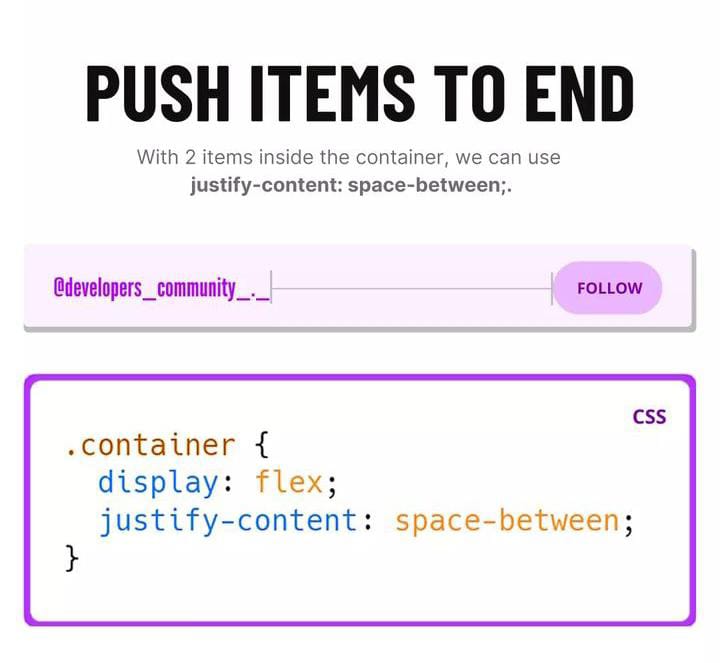 PUSH ITEMS TO END
With 2 items inside the container, we can use
justify-content: space-between;.
@developers_community_._ FOLLOW
CSS
.container {
  display: flex;
  justify-content: space-between;
}